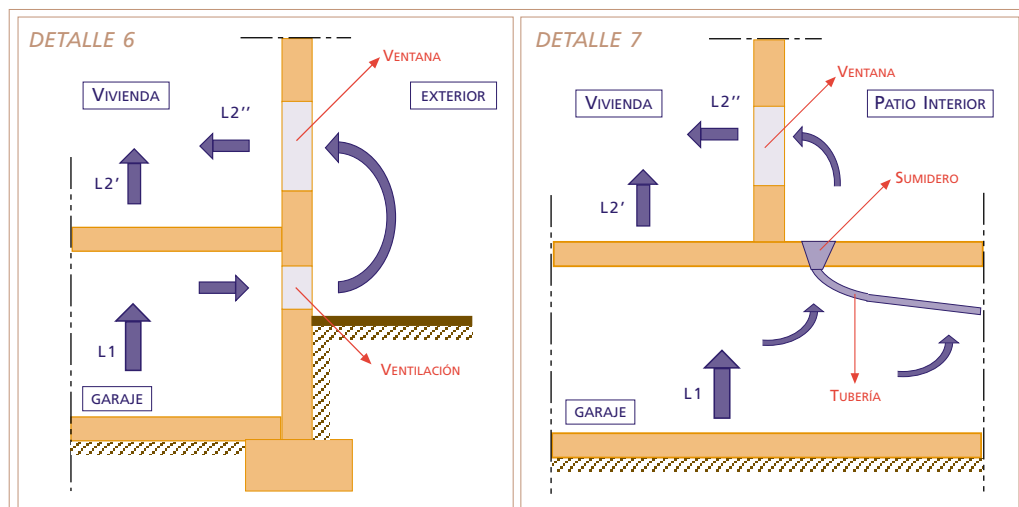 DETALLE 6
VENTANA
VIVIENDA
EXTERIOR
L2''
L2'
L1
VENTILACIÓN
GARAJE
DETALLE 7
VENTANA
VIVIENDA
L2''
PATIO INTERIOR
SUMIDERO
L2'
L1
TUBERÍA
GARAJE